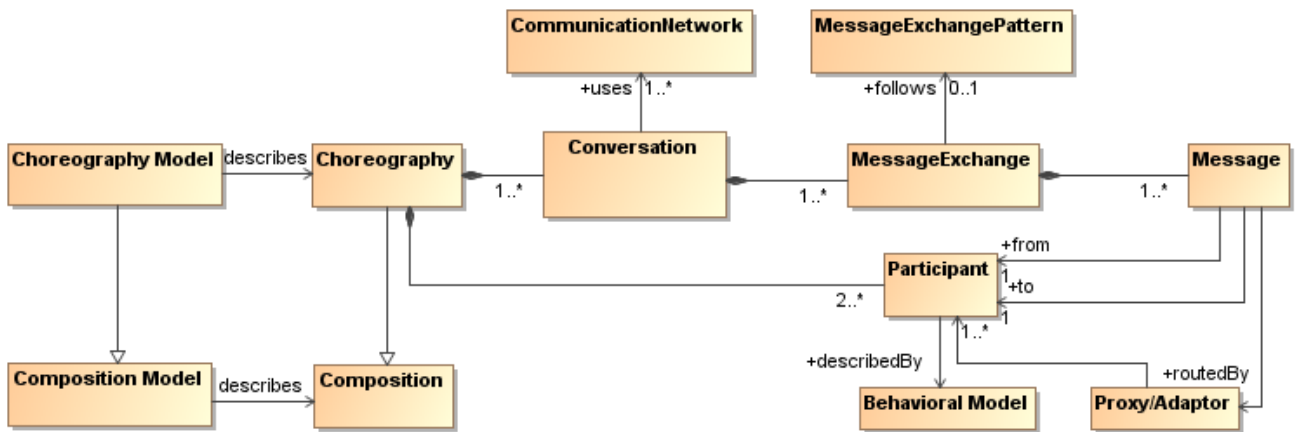 CommunicationNetwork
MessageExchangePattern
+uses 1..*
+follows 0..1
Choreography Model
describes
Choreography
1..*
Conversation
1..*
MessageExchange
1..*
Message
+from
1
+to
1
Participant
2..*
1..*
+describedBy
+routedBy
Composition Model
describes
Composition
Behavioral Model
Proxy/Adaptor